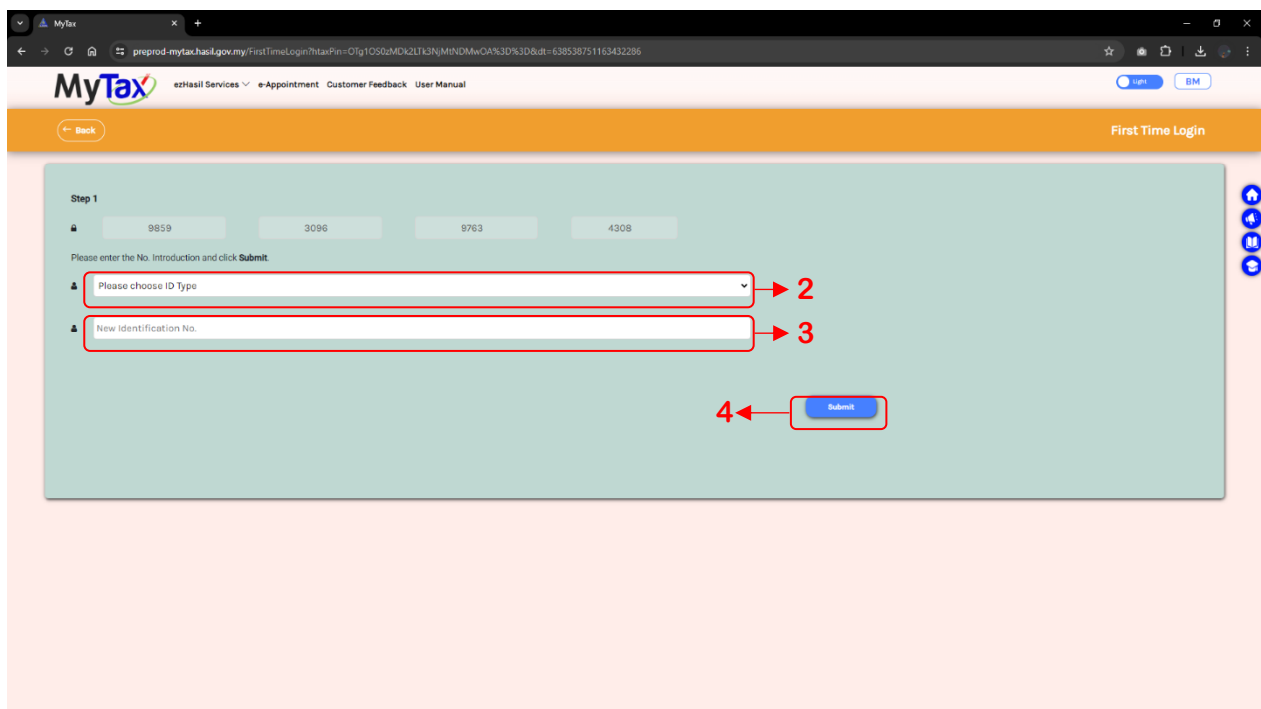 MyTax
preprod-mytax.hasil.gov.my/FirstTimeLogin?htaxPin=OTg1OS0zMDk2LTk3NjMtNDMwOA%3D%3D&dt=638538751163432286
MyTax ezHasil Services e-Appointment Customer Feedback User Manual Light BM
← Back First Time Login
Step 1
9859 3096 9763 4308
Please enter the No. Introduction and click Submit.
Please choose ID Type 2
New Identification No. 3
4 Submit